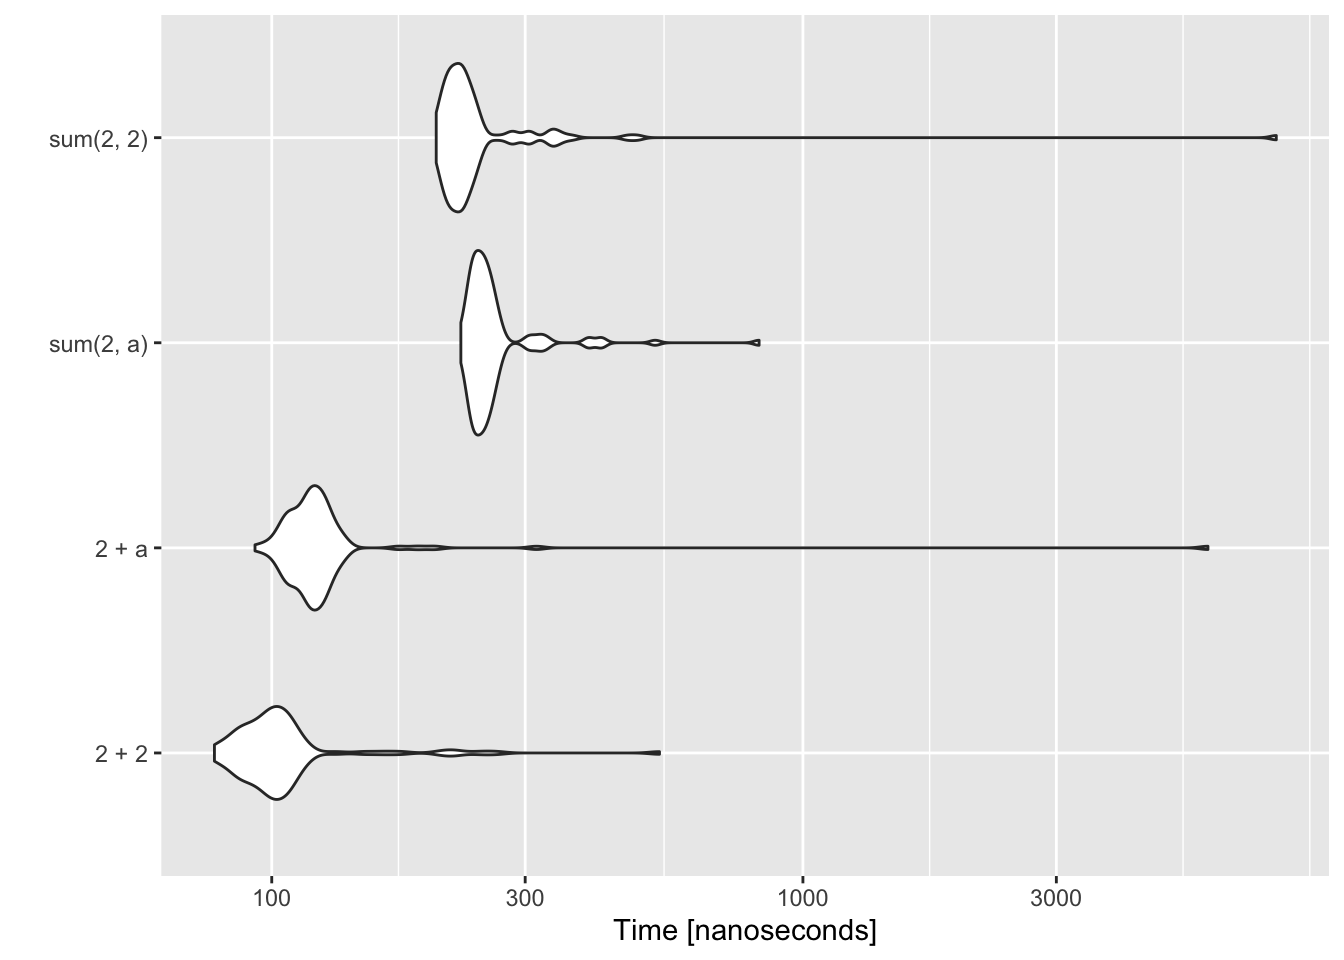 sum(2, 2)
sum(2, a)
2 + a
2 + 2
100 300 1000 3000
Time [nanoseconds]